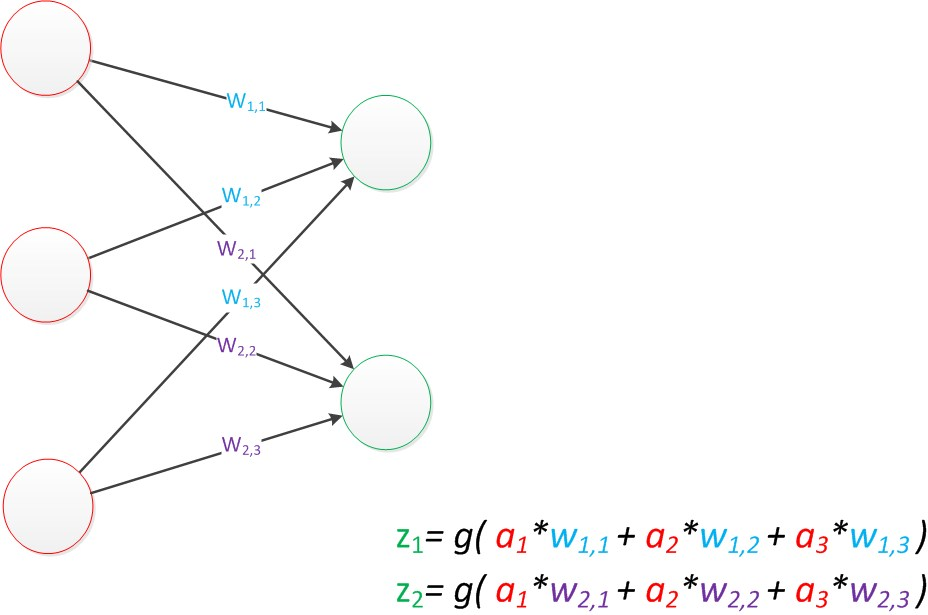 W1,1
W1,2
W2,1
W1,3
W2,2
W2,3
z1= g( a1*w1,1 + a2*w1,2 + a3*w1,3 )
z2= g( a1*w2,1 + a2*w2,2 + a3*w2,3 )